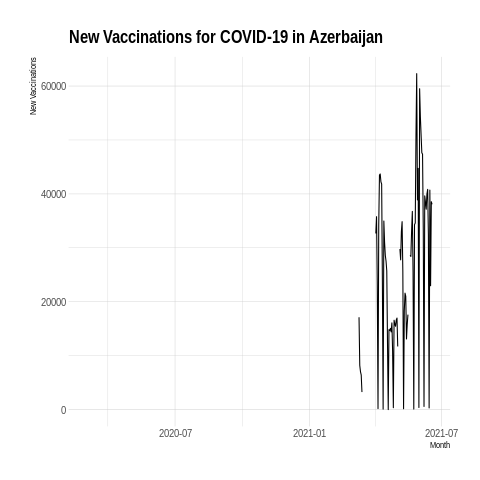 New Vaccinations for COVID-19 in Azerbaijan
New Vaccinations
60000
40000
20000
0
2020-07 2021-01 2021-07
Month